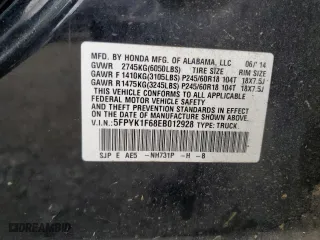 MFD. BY HONDA MFG. OF ALABAMA, LLC 06/'14
GVWR 2745KG(6050LBS) TIRE SIZE RIM SIZE
GAWR F 1410KG(3105LBS) P245/60R18 104T 18X7.5J
GAWR R1475KG(3245LBS) P245/60R18 104T 18X7.5J
THIS VEHICLE CONFORMS TO ALL APPLICABLE FEDERAL MOTOR VEHICLE
SAFETY AND THEFT PREVENTION STANDARDS IN EFFECT
ON THE DATE OF MANUFACTURE SHOWN ABOVE.
V.I.N.: 5FPYK1F68EB012928 TYPE: TRUCK
SJP E AE5 -NH731P -H -8